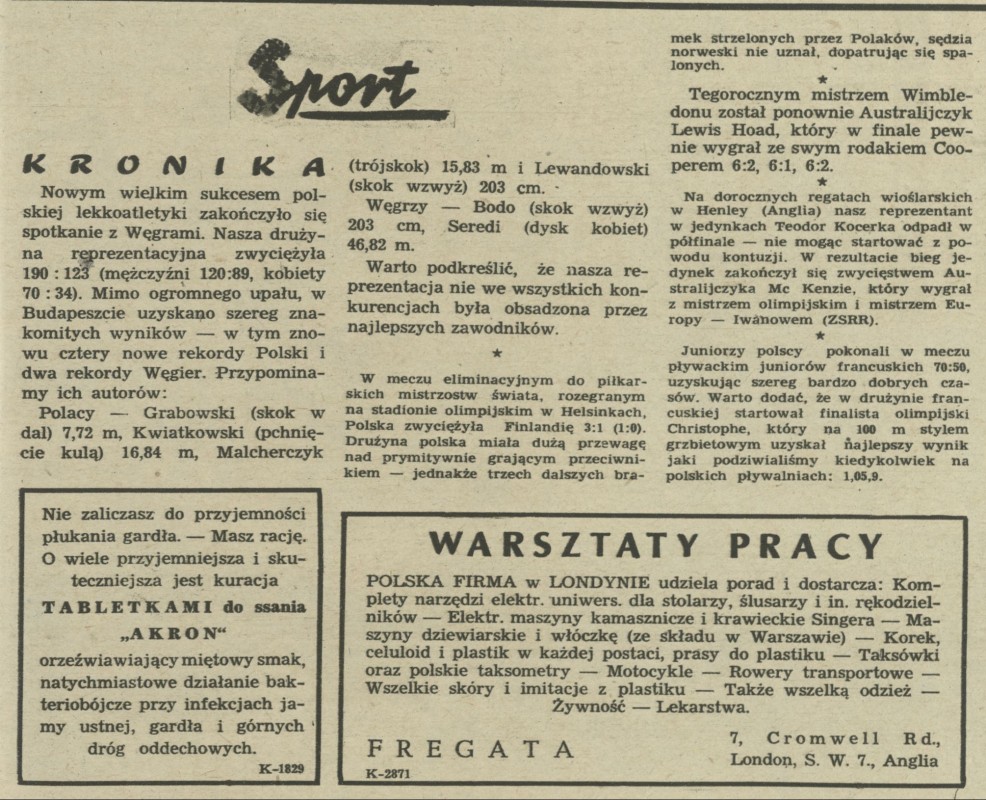 Sport
KRONIKA
Nowym wielkim sukcesem pol-
skiej lekkoatletyki zakończyło się
spotkanie z Węgrami. Nasza druży-
na reprezentacyjna zwyciężyła
190 : 123 (mężczyźni 120:89, kobiety
70 : 34). Mimo ogromnego upału, w
Budapeszcie uzyskano szereg zna-
komitych wyników — w tym zno-
wu cztery nowe rekordy Polski i
dwa rekordy Węgier. Przypomina-
my ich autorów:
Polacy — Grabowski (skok w
dal) 7,72 m, Kwiatkowski (pchnię-
cie kulą) 16,84 m, Malcherczyk
(trójskok) 15,83 m i Lewandowski
(skok wzwyż) 203 cm.
Węgrzy — Bodo (skok wzwyż)
203 cm, Seredi (dysk kobiet)
46,82 m.
Warto podkreślić, że nasza re-
prezentacja nie we wszystkich kon-
kurencjach była obsadzona przez
najlepszych zawodników.
★
W meczu eliminacyjnym do piłkar-
skich mistrzostw świata, rozegranym
na stadionie olimpijskim w Helsinkach,
Polska zwyciężyła Finlandię 3:1 (1:0).
Drużyna polska miała dużą przewagę
nad prymitywnie grającym przeciwni-
kiem — jednakże trzech dalszych bra-
mek strzelonych przez Polaków, sędzia
norweski nie uznał, dopatrując się spa-
lonych.
★
Tegorocznym mistrzem Wimble-
donu został ponownie Australijczyk
Lewis Hoad, który w finale pew-
nie wygrał ze swym rodakiem Coo-
perem 6:2, 6:1, 6:2.
★
Na dorocznych regatach wioślarskich
w Henley (Anglia) nasz reprezentant
w jedynkach Teodor Kocerka odpadł w
półfinale — nie mogąc startować z po-
wodu kontuzji. W rezultacie bieg je-
dynek zakończył się zwycięstwem Au-
stralijczyka Mc Kenzie, który wygrał
z mistrzem olimpijskim i mistrzem Eu-
ropy — Iwanowem (ZSRR).
★
Juniorzy polscy pokonali w meczu
pływackim juniorów francuskich 70:50,
uzyskując szereg bardzo dobrych cza-
sów. Warto dodać, że w drużynie fran-
cuskiej startował finalista olimpijski
Christophe, który na 100 m stylem
grzbietowym uzyskał najlepszy wynik
jaki podziwialiśmy kiedykolwiek na
polskich pływalniach: 1,05,9.
Nie zaliczasz do przyjemności
płukania gardła. — Masz rację.
O wiele przyjemniejsza i sku-
teczniejsza jest kuracja
TABLETKAMI do ssania
„AKRON“
orzeźwiawiający miętowy smak,
natychmiastowe działanie bak-
teriobójcze przy infekcjach ja-
my ustnej, gardła i górnych
dróg oddechowych.
K-1829
WARSZTATY PRACY
POLSKA FIRMA w LONDYNIE udziela porad i dostarcza: Kom-
plety narzędzi elektr. uniwers. dla stolarzy, ślusarzy i in. rękodziel-
ników — Elektr. maszyny kamasznicze i krawieckie Singera — Ma-
szyny dziewiarskie i włóczkę (ze składu w Warszawie) — Korek,
celuloid i plastik w każdej postaci, prasy do plastiku — Taksówki
oraz polskie taksometry — Motocykle — Rowery transportowe —
Wszelkie skóry i imitacje z plastiku — Także wszelką odzież —
Żywność — Lekarstwa.
FREGATA
7, Cromwell Rd.,
London, S. W. 7., Anglia
K-2871